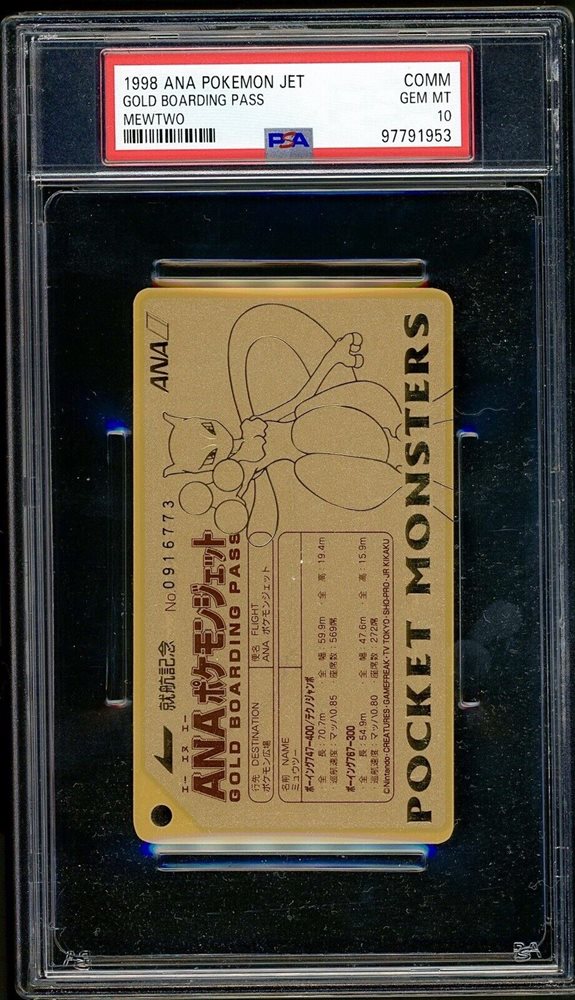 1998 ANA POKEMON JET COMM
GOLD BOARDING PASS GEM MT
MEWTWO 10
PSA 97791953
ANA
就航記念 No.0916773
エー エヌ エー
ANAポケモンジェット
GOLD BOARDING PASS
行先 DESTINATION 便名 FLIGHT
ポケモン広場 ANA ポケモンジェット
名前 NAME
ミュウツー
ボーイング747-400/テクノジャンボ
全 長：70.7m 全 幅：59.9m ・全 高：19.4m
巡航速度：マッハ0.85 座席数：569席
ボーイング767-300
全 長：54.9m 全 幅：47.6m ・全 高：15.9m
巡航速度：マッハ0.80 座席数：272席
©Nintendo・CREATURES・GAMEFREAK・TV TOKYO・SHO-PRO・JR KIKAKU
POCKET MONSTERS